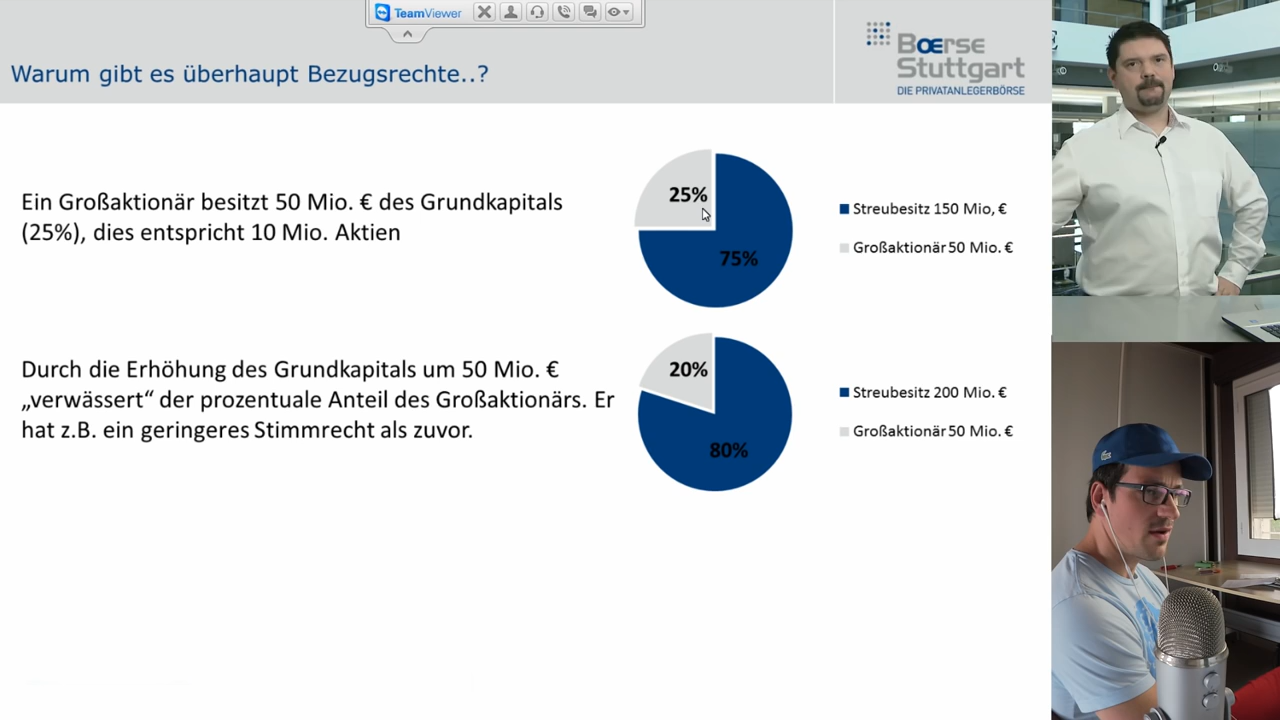 TeamViewer
Warum gibt es überhaupt Bezugsrechte..?
BŒRSE
Stuttgart
DIE PRIVATANLEGERBÖRSE
Ein Großaktionär besitzt 50 Mio. € des Grundkapitals
(25%), dies entspricht 10 Mio. Aktien
25%
75%
Streubesitz 150 Mio, €
Großaktionär 50 Mio. €
Durch die Erhöhung des Grundkapitals um 50 Mio. €
„verwässert“ der prozentuale Anteil des Großaktionärs. Er
hat z.B. ein geringeres Stimmrecht als zuvor.
20%
80%
Streubesitz 200 Mio. €
Großaktionär 50 Mio. €